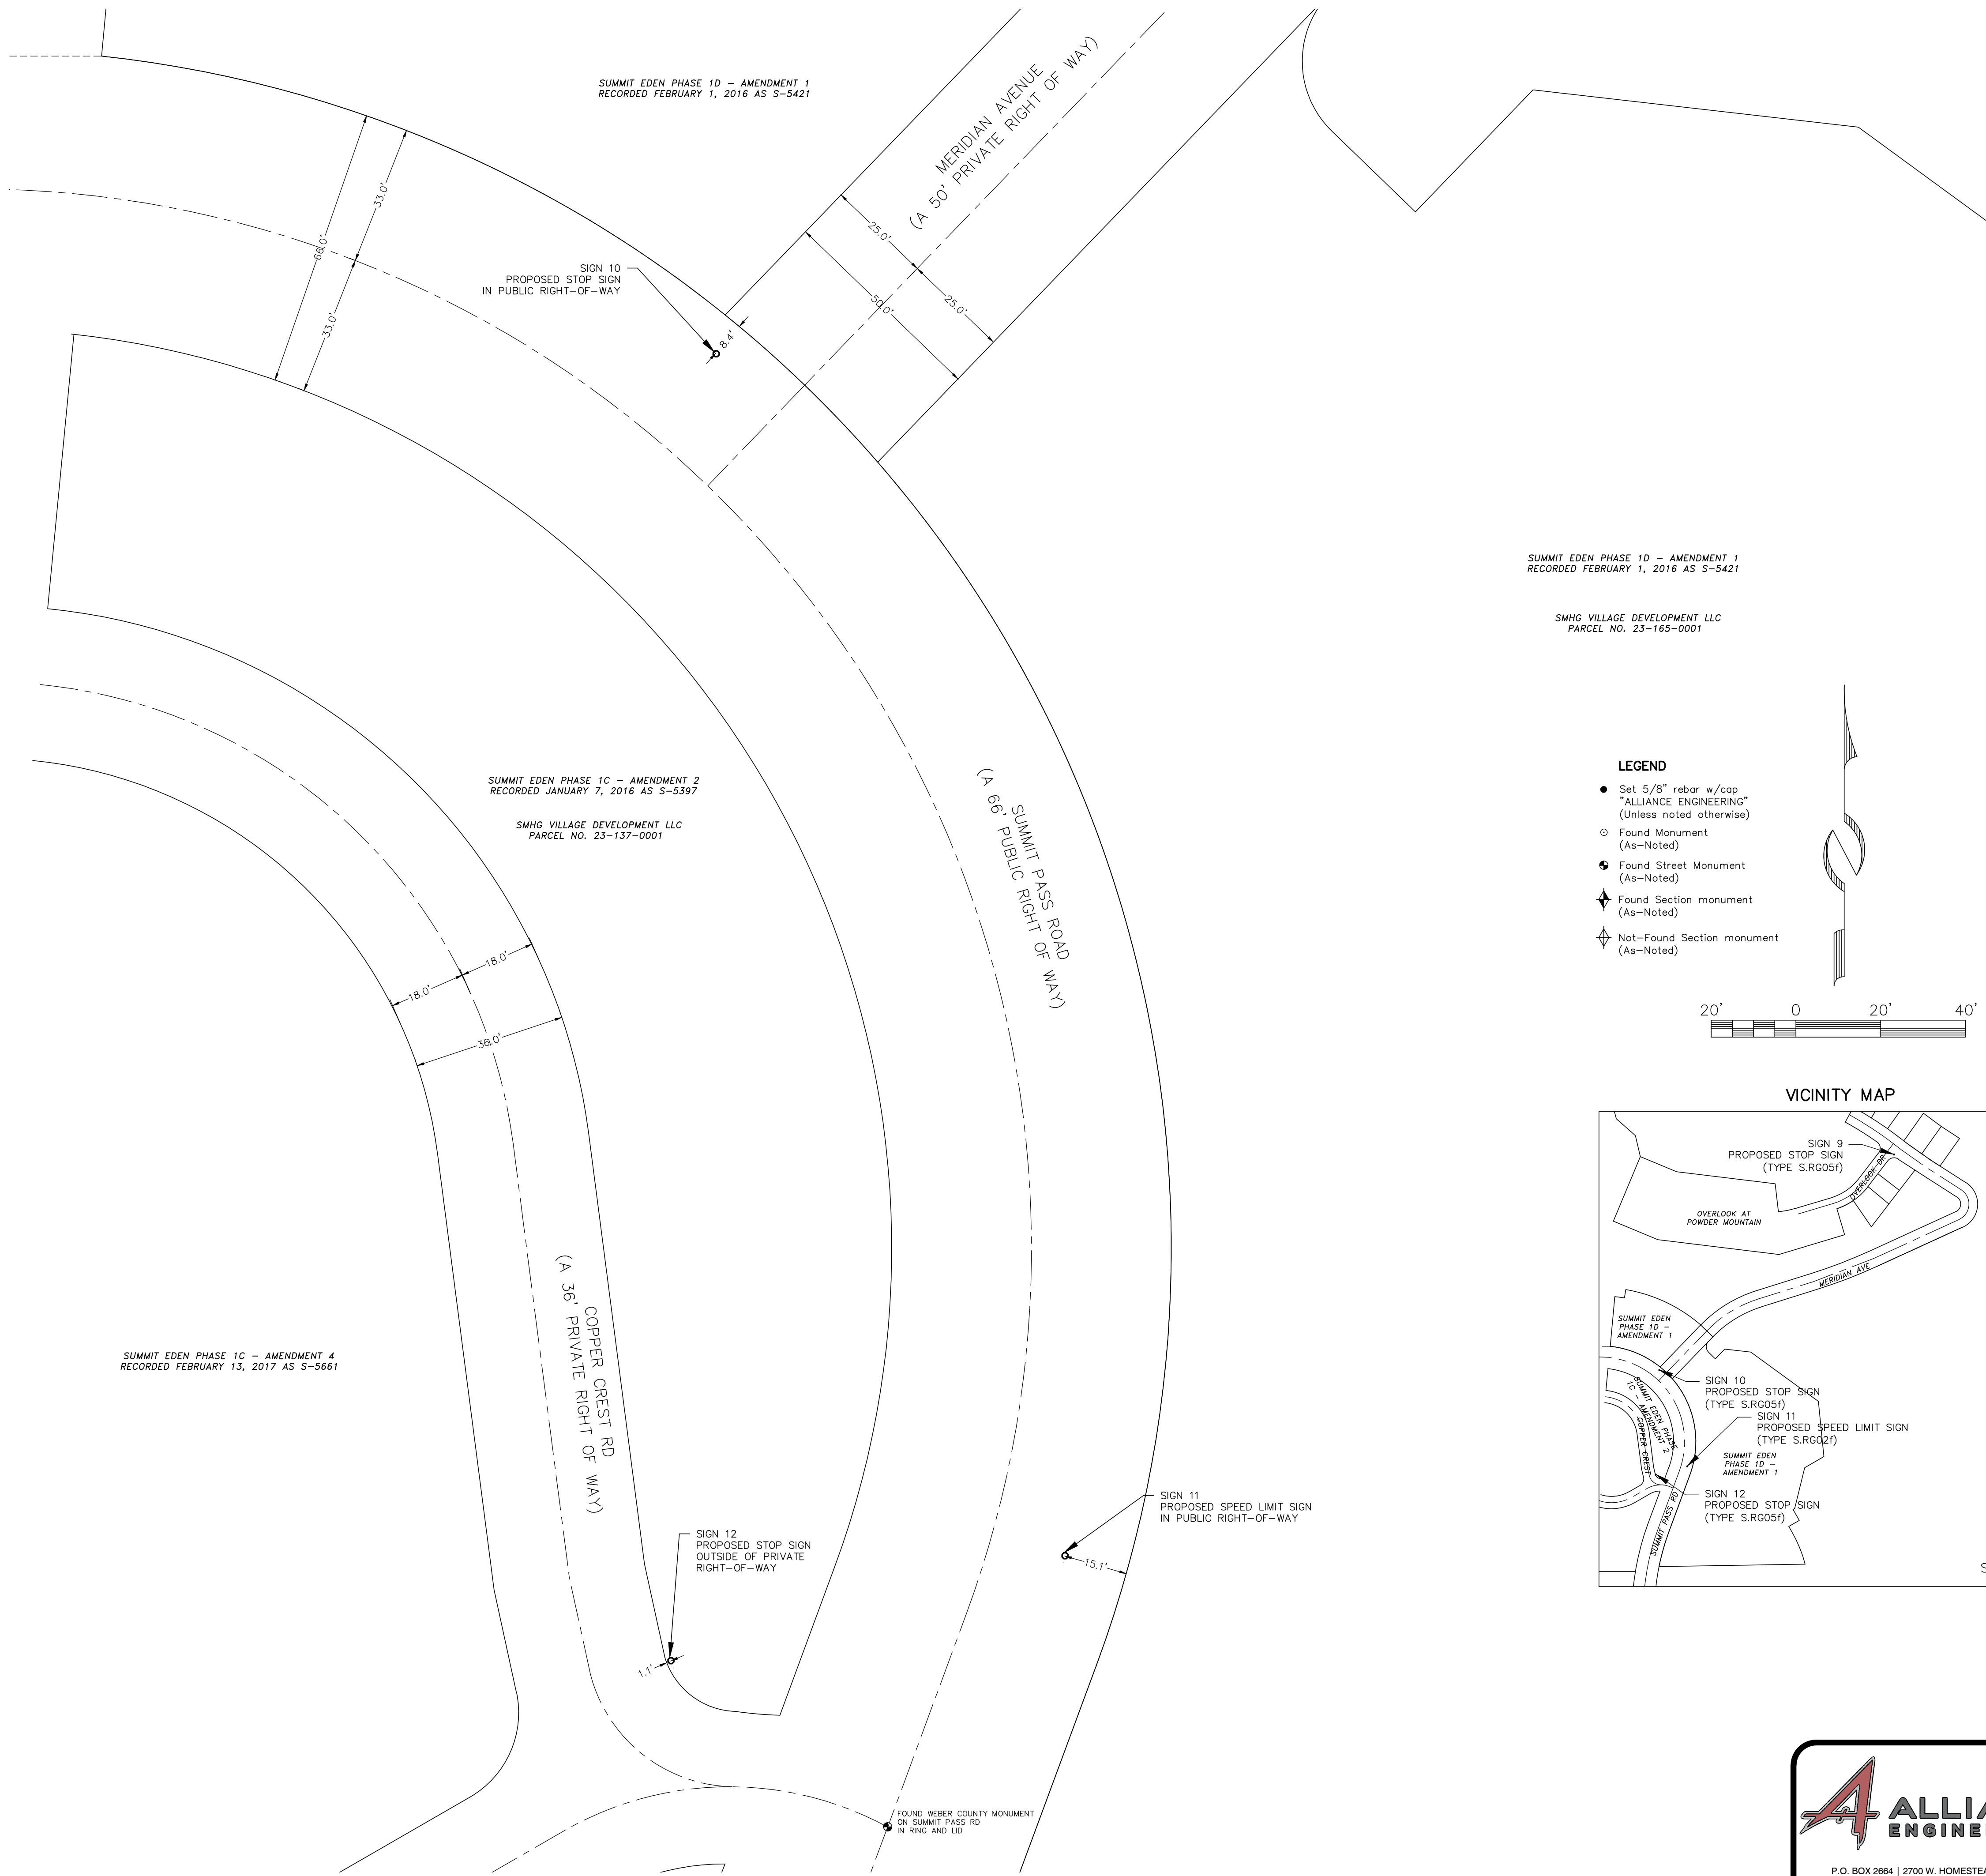 SUMMIT EDEN PHASE 1D – AMENDMENT 1
RECORDED FEBRUARY 1, 2016 AS S–5421
MERIDIAN AVENUE
(A 50' PRIVATE RIGHT OF WAY)
33.0'
66.0'
33.0'
25.0'
50.0'
25.0'
SIGN 10
PROPOSED STOP SIGN
IN PUBLIC RIGHT–OF–WAY
8.4'
SUMMIT EDEN PHASE 1D – AMENDMENT 1
RECORDED FEBRUARY 1, 2016 AS S–5421
SMHG VILLAGE DEVELOPMENT LLC
PARCEL NO. 23–165–0001
SUMMIT EDEN PHASE 1C – AMENDMENT 2
RECORDED JANUARY 7, 2016 AS S–5397
SMHG VILLAGE DEVELOPMENT LLC
PARCEL NO. 23–137–0001
SUMMIT PASS ROAD
(A 66' PUBLIC RIGHT OF WAY)
18.0'
18.0'
36.0'
LEGEND
Set 5/8" rebar w/cap
"ALLIANCE ENGINEERING"
(Unless noted otherwise)
Found Monument
(As–Noted)
Found Street Monument
(As–Noted)
Found Section monument
(As–Noted)
Not–Found Section monument
(As–Noted)
20' 0 20' 40'
COPPER CREST RD
(A 36' PRIVATE RIGHT OF WAY)
SUMMIT EDEN PHASE 1C – AMENDMENT 4
RECORDED FEBRUARY 13, 2017 AS S–5661
SIGN 11
PROPOSED SPEED LIMIT SIGN
IN PUBLIC RIGHT–OF–WAY
15.1'
SIGN 12
PROPOSED STOP SIGN
OUTSIDE OF PRIVATE
RIGHT–OF–WAY
1.1'
FOUND WEBER COUNTY MONUMENT
ON SUMMIT PASS RD
IN RING AND LID
VICINITY MAP
SIGN 9
PROPOSED STOP SIGN
(TYPE S.RG05f)
OVERLOOK DR
OVERLOOK AT
POWDER MOUNTAIN
MERIDIAN AVE
SUMMIT EDEN
PHASE 1D –
AMENDMENT 1
SIGN 10
PROPOSED STOP SIGN
(TYPE S.RG05f)
SIGN 11
PROPOSED SPEED LIMIT SIGN
(TYPE S.RG02f)
SUMMIT EDEN PHASE
1C – AMENDMENT 2
COPPER CREST
SUMMIT EDEN
PHASE 1D –
AMENDMENT 1
SIGN 12
PROPOSED STOP SIGN
(TYPE S.RG05f)
SUMMIT PASS RD
S
ALLIA
ENGINE
P.O. BOX 2664 | 2700 W. HOMESTEA